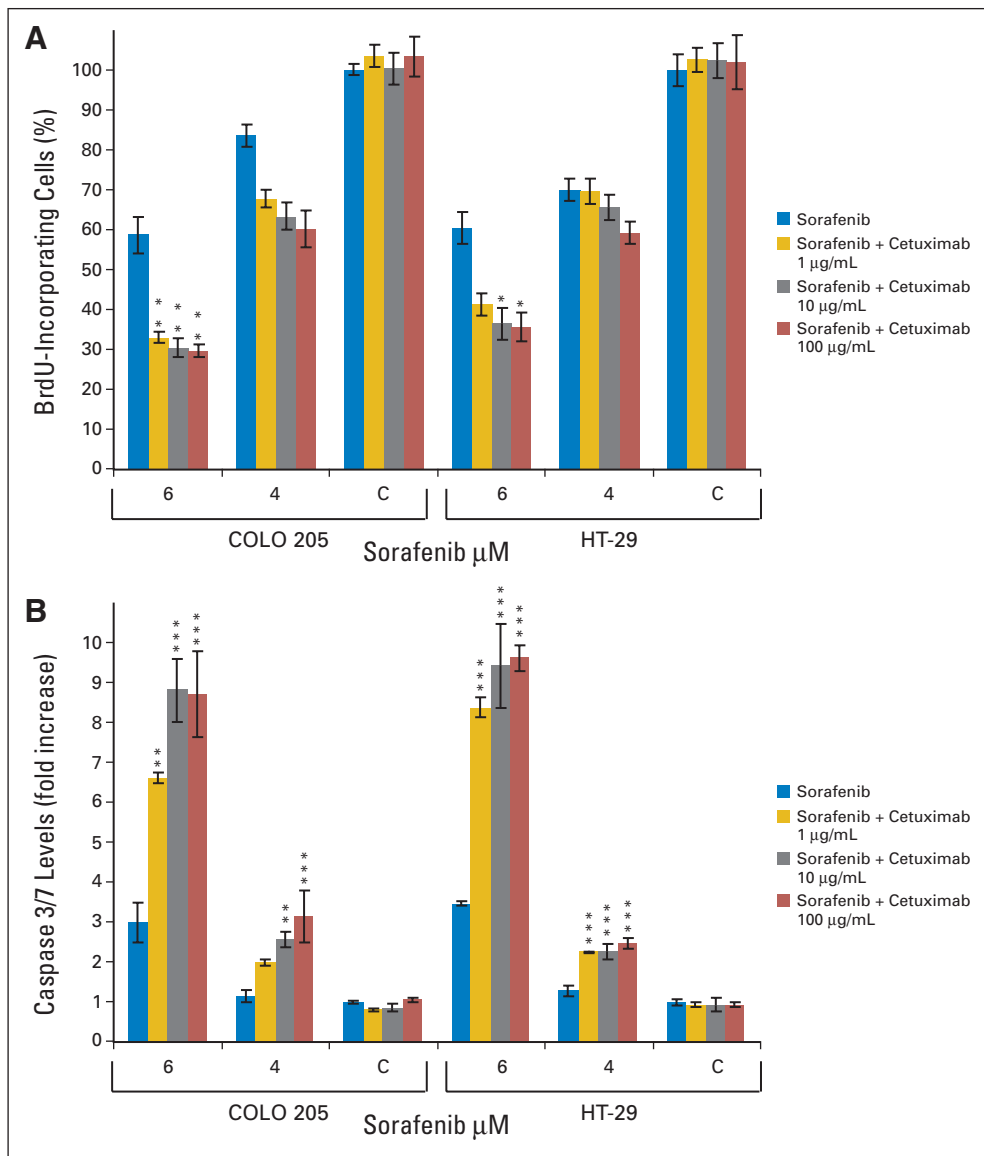 A
BrdU-Incorporating Cells (%)
100
90
80
70
60
50
40
30
20
10
0
* *
* *
* *
*
*
6
4
C
6
4
C
COLO 205
HT-29
Sorafenib μM
Sorafenib
Sorafenib + Cetuximab
1 μg/mL
Sorafenib + Cetuximab
10 μg/mL
Sorafenib + Cetuximab
100 μg/mL
B
Caspase 3/7 Levels (fold increase)
10
9
8
7
6
5
4
3
2
1
0
* *
* * *
* * *
* *
* * *
* * *
* * *
* * *
* * *
* * *
* * *
6
4
C
6
4
C
COLO 205
HT-29
Sorafenib μM
Sorafenib
Sorafenib + Cetuximab
1 μg/mL
Sorafenib + Cetuximab
10 μg/mL
Sorafenib + Cetuximab
100 μg/mL